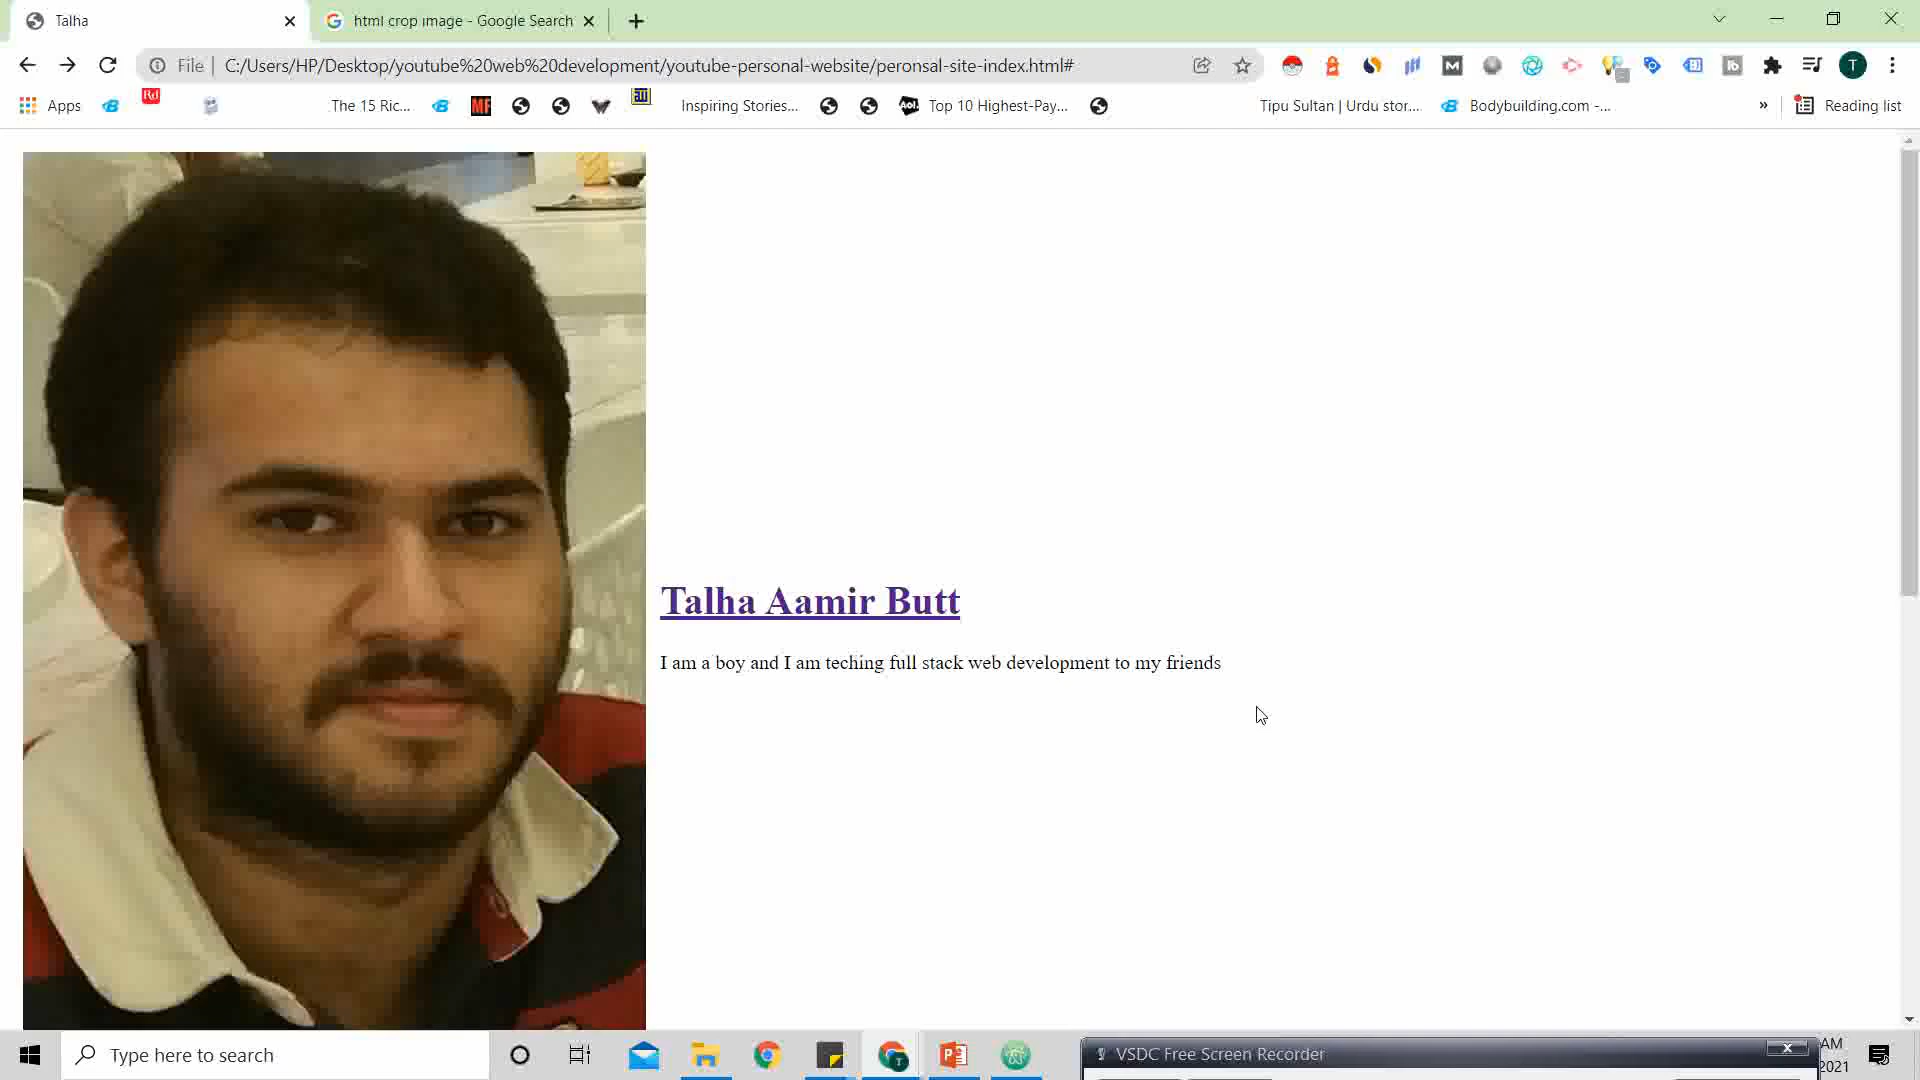 Talha
html crop image - Google Search
File
C:/Users/HP/Desktop/youtube%20web%20development/youtube-personal-website/peronsal-site-index.html#
T
Apps
Rd
The 15 Ric...
MF
Inspiring Stories...
Aol.
Top 10 Highest-Pay...
Tipu Sultan | Urdu stor...
Bodybuilding.com -...
»
Reading list
Talha Aamir Butt
I am a boy and I am teching full stack web development to my friends
Type here to search
VSDC Free Screen Recorder
AM
2021